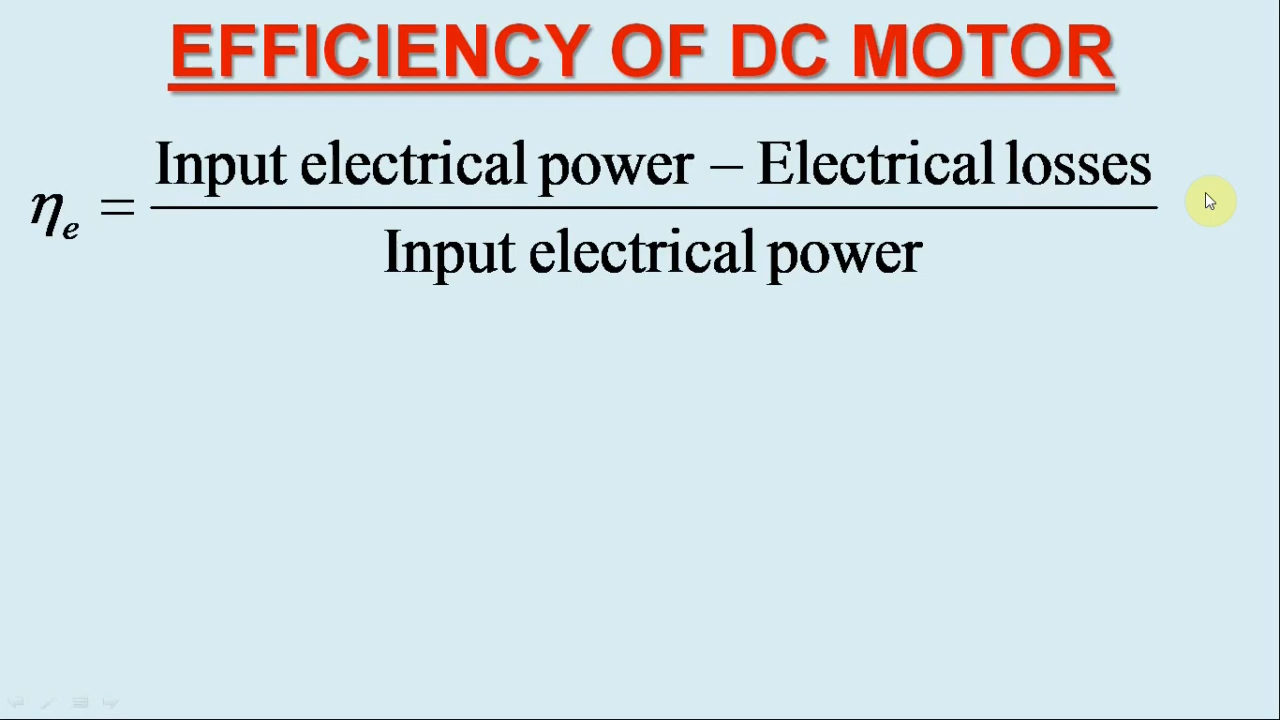 EFFICIENCY OF DC MOTOR
Input electrical power – Electrical losses
ηe =
Input electrical power